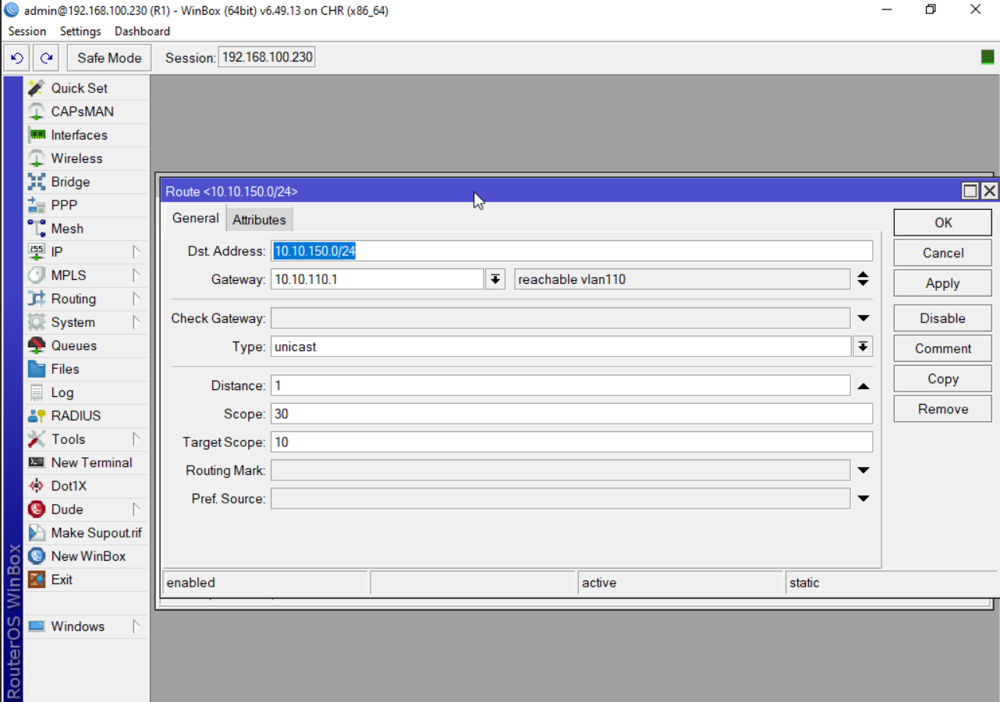 admin@192.168.100.230 (R1) - WinBox (64bit) v6.49.13 on CHR (x86_64)
Session Settings Dashboard
Safe Mode Session: 192.168.100.230
Quick Set
CAPsMAN
Interfaces
Wireless
Bridge
PPP
Mesh
255 IP
MPLS
Routing
System
Queues
Files
Log
RADIUS
Tools
New Terminal
Dot1X
Dude
Make Supout.rif
New WinBox
Exit
Windows
RouterOS WinBox
Route <10.10.150.0/24>
General Attributes
Dst. Address: 10.10.150.0/24
Gateway: 10.10.110.1 reachable vlan110
Check Gateway:
Type: unicast
Distance: 1
Scope: 30
Target Scope: 10
Routing Mark:
Pref. Source:
OK
Cancel
Apply
Disable
Comment
Copy
Remove
enabled active static